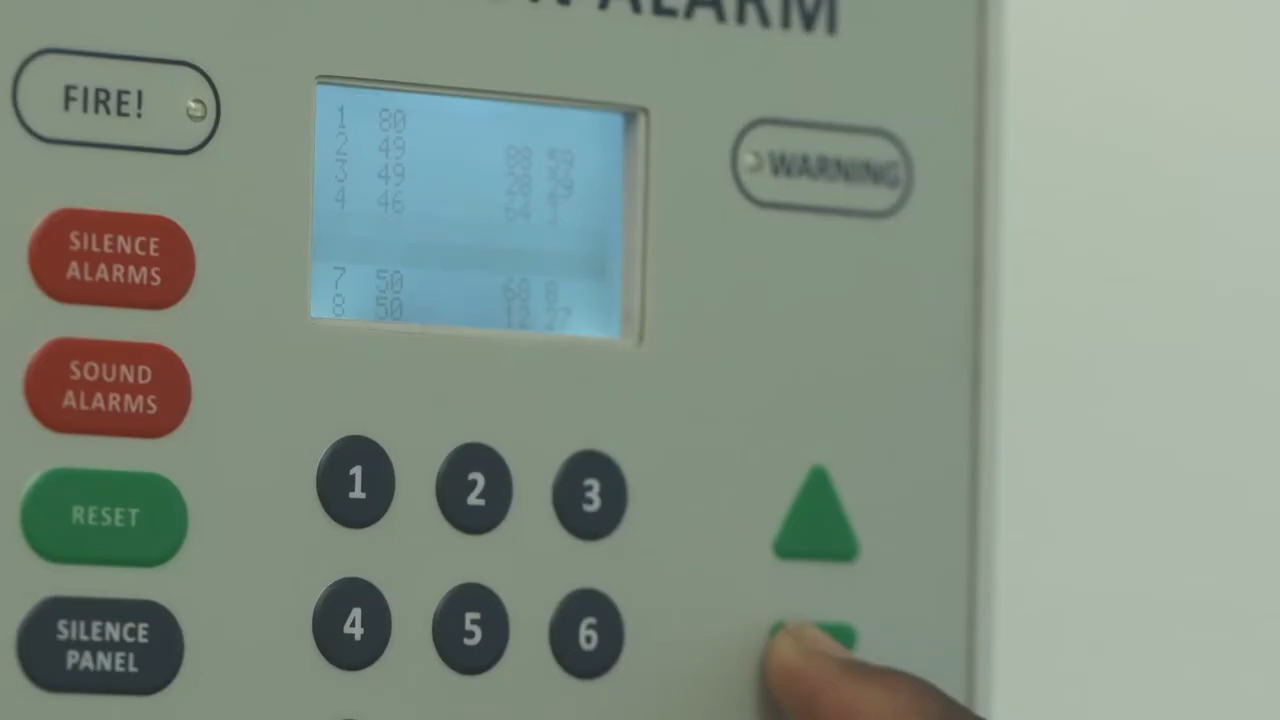 ALARM
FIRE!
WARNING
1 80
2 49
3 49
4 46
7 50
8 50
SILENCE
ALARMS
SOUND
ALARMS
RESET
SILENCE
PANEL
1 2 3
4 5 6